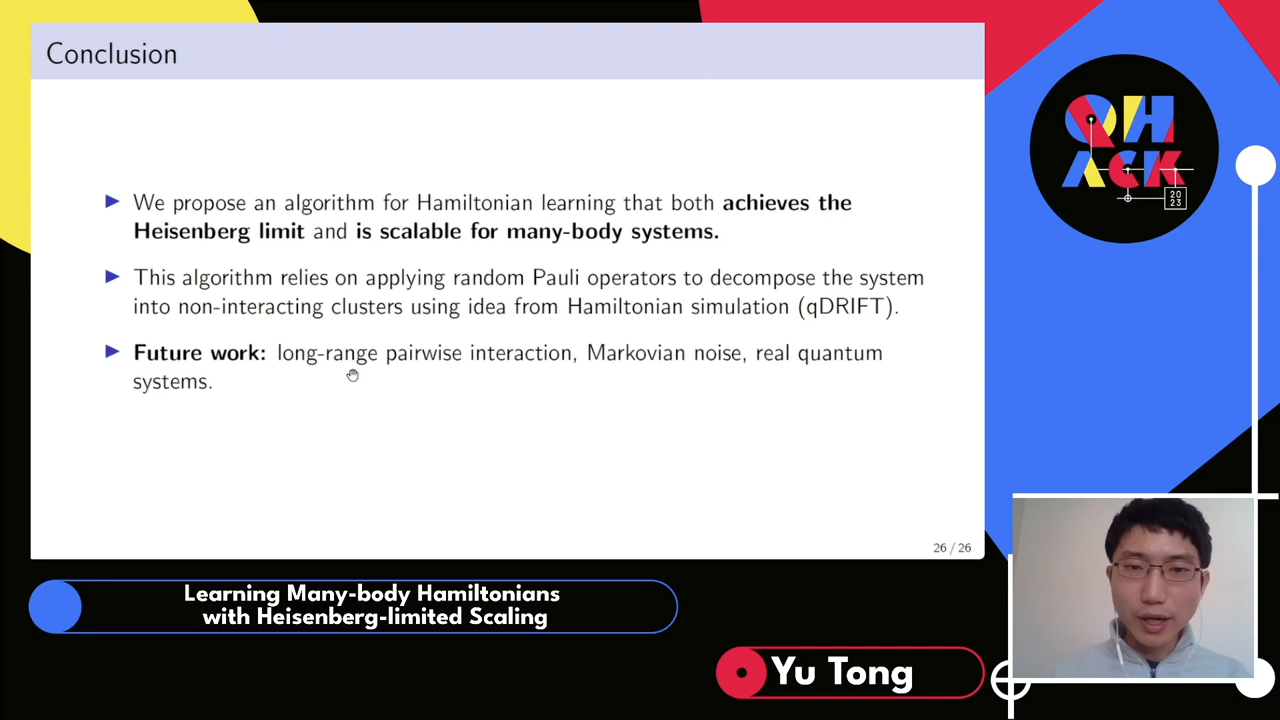 Conclusion
We propose an algorithm for Hamiltonian learning that both achieves the
Heisenberg limit and is scalable for many-body systems.
This algorithm relies on applying random Pauli operators to decompose the system
into non-interacting clusters using idea from Hamiltonian simulation (qDRIFT).
Future work: long-range pairwise interaction, Markovian noise, real quantum
systems.
26 / 26
QH
ACK
20
23
Learning Many-body Hamiltonians
with Heisenberg-limited Scaling
Yu Tong